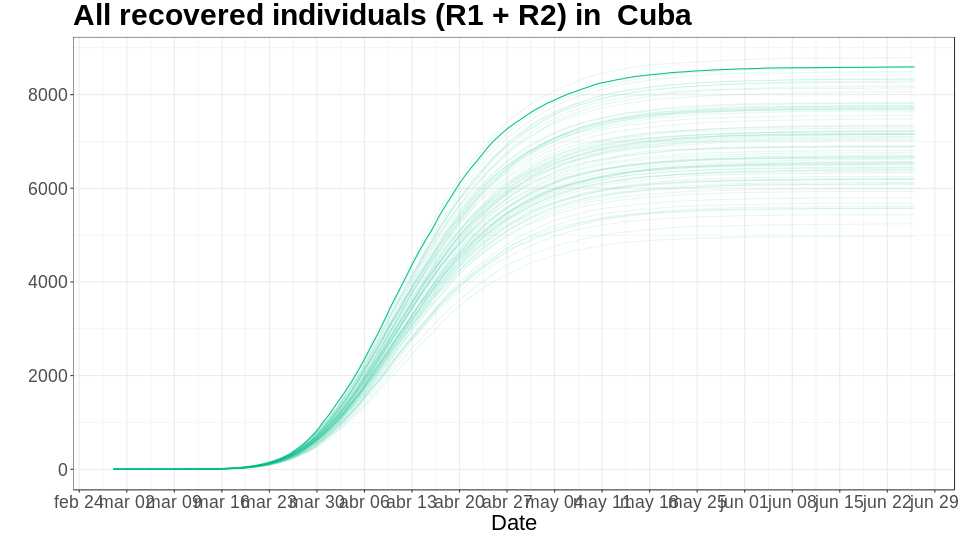 All recovered individuals (R1 + R2) in  Cuba
8000
6000
4000
2000
0
feb 24 mar 02 mar 09 mar 16 mar 23 mar 30 abr 06 abr 13 abr 20 abr 27 may 04 may 11 may 18 may 25 jun 01 jun 08 jun 15 jun 22 jun 29
Date